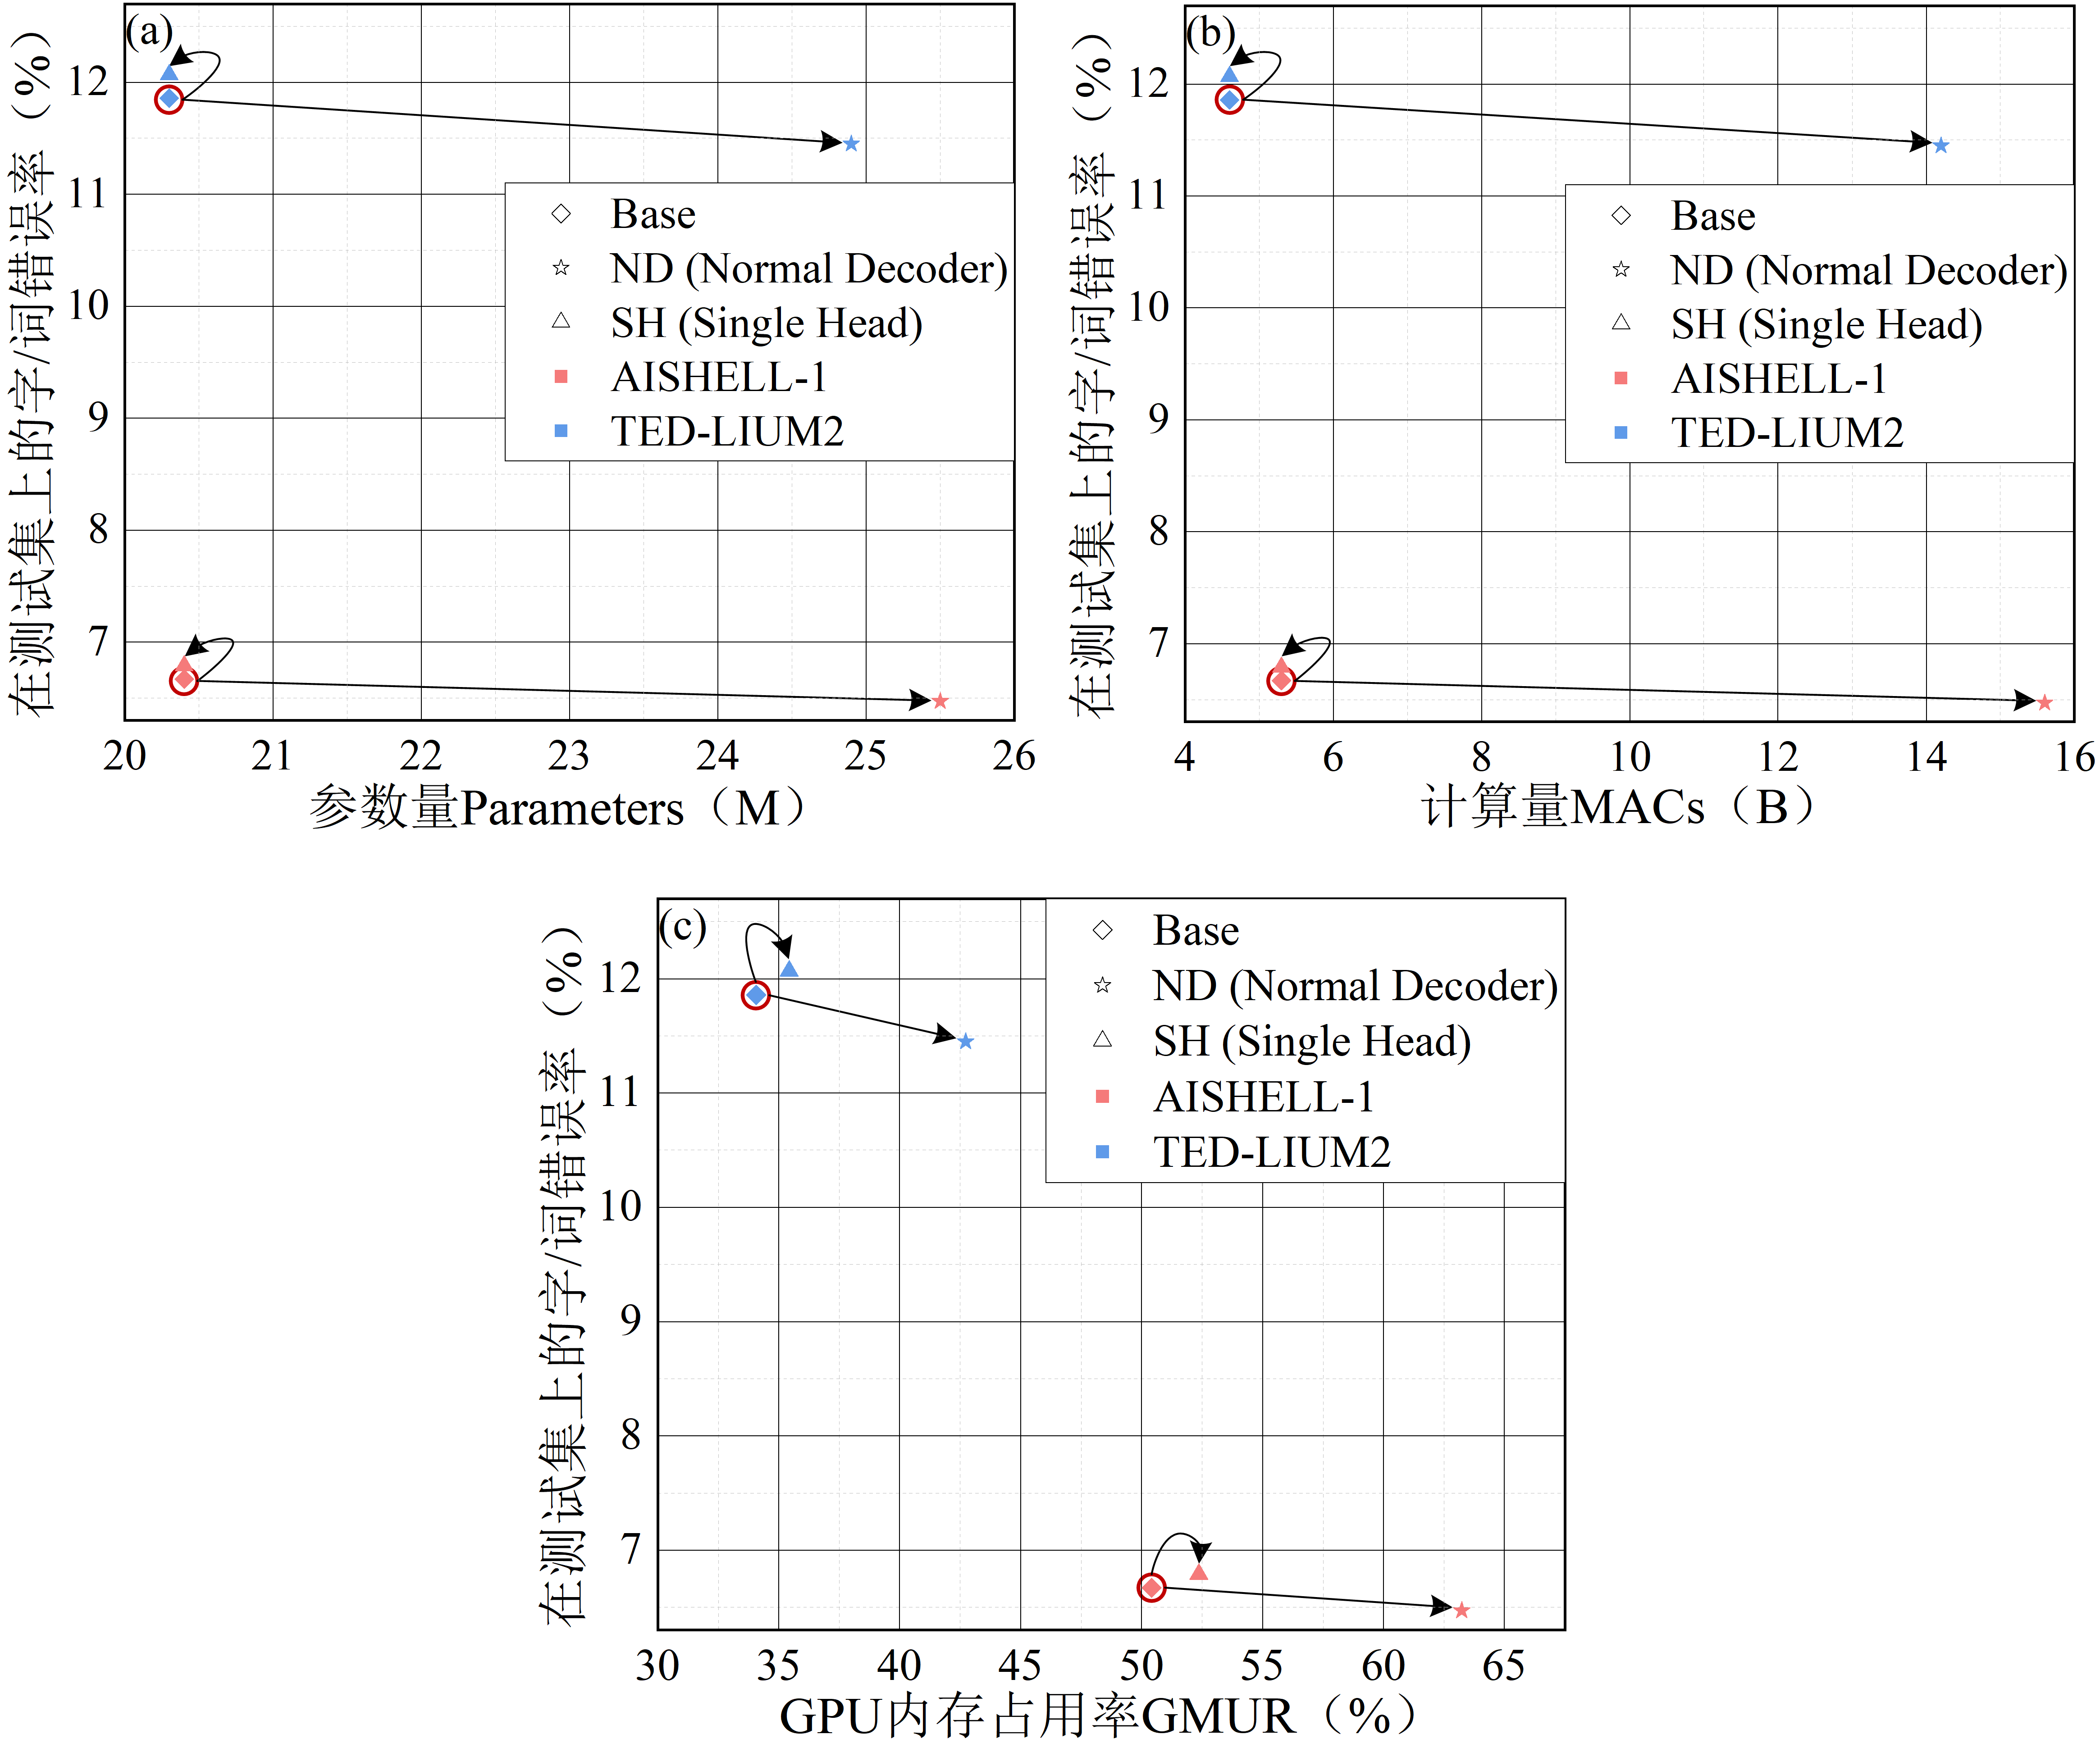 (a)
在测试集上的字/词错误率（%）
12
11
10
9
8
7
Base
ND (Normal Decoder)
SH (Single Head)
AISHELL-1
TED-LIUM2
20 21 22 23 24 25 26
参数量Parameters（M）
(b)
在测试集上的字/词错误率（%）
12
11
10
9
8
7
Base
ND (Normal Decoder)
SH (Single Head)
AISHELL-1
TED-LIUM2
4 6 8 10 12 14 16
计算量MACs（B）
(c)
在测试集上的字/词错误率（%）
12
11
10
9
8
7
Base
ND (Normal Decoder)
SH (Single Head)
AISHELL-1
TED-LIUM2
30 35 40 45 50 55 60 65
GPU内存占用率GMUR（%）